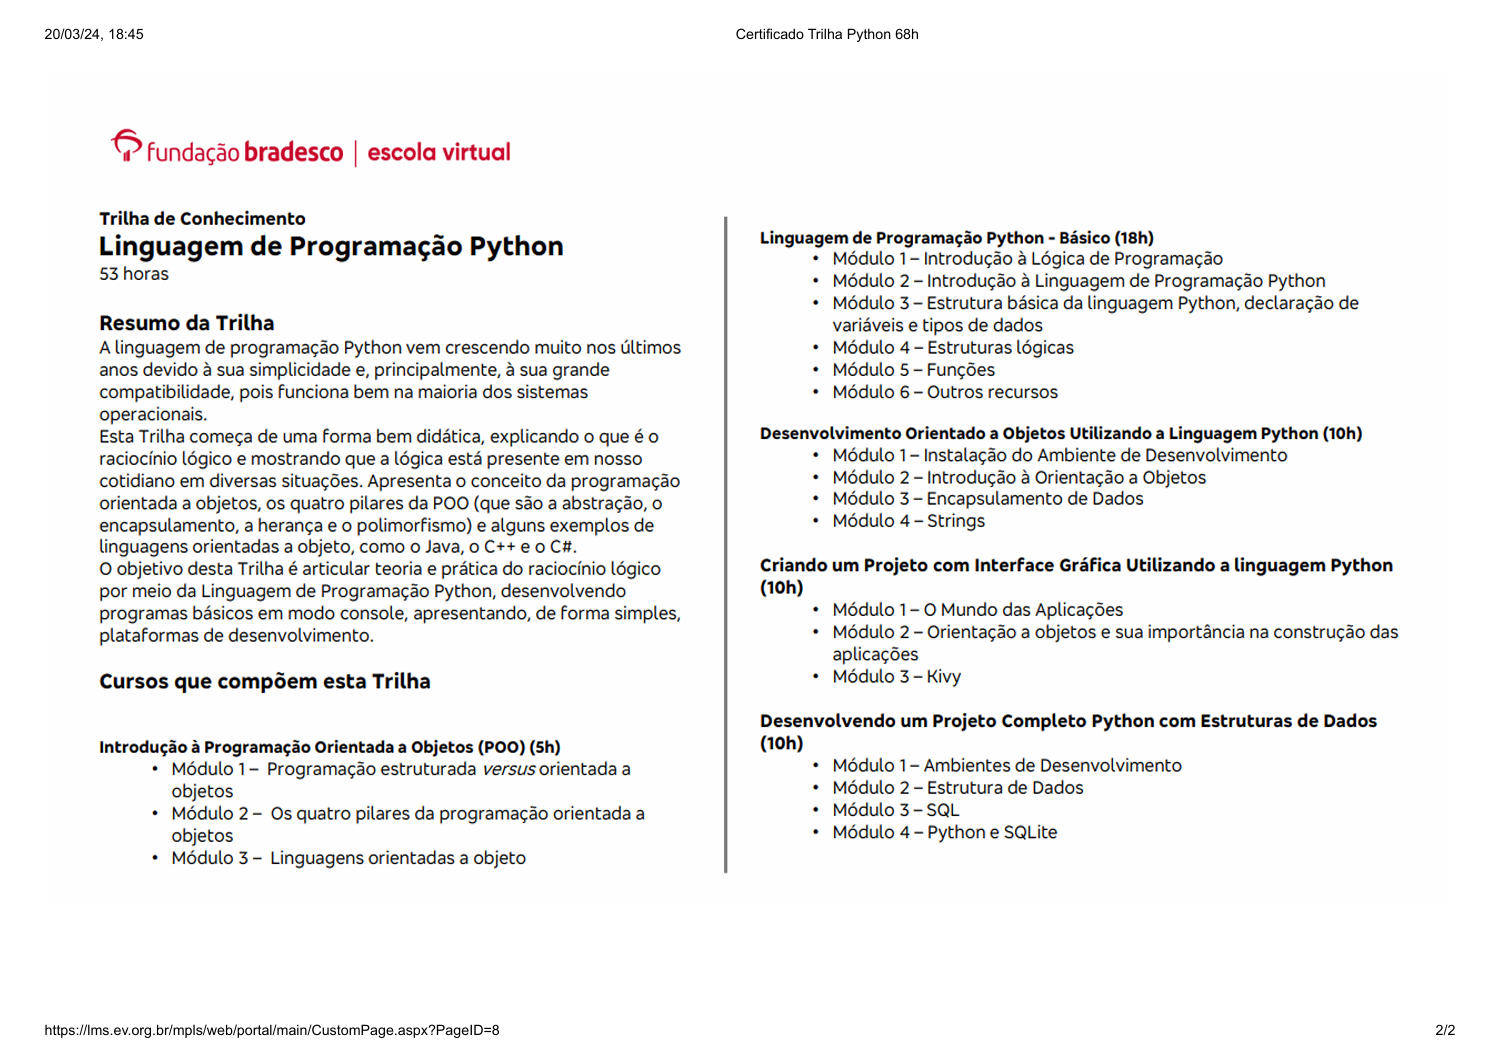 20/03/24, 18:45
Certificado Trilha Python 68h
fundação bradesco | escola virtual
Trilha de Conhecimento
Linguagem de Programação Python
53 horas
Resumo da Trilha
A linguagem de programação Python vem crescendo muito nos últimos
anos devido à sua simplicidade e, principalmente, à sua grande
compatibilidade, pois funciona bem na maioria dos sistemas
operacionais.
Esta Trilha começa de uma forma bem didática, explicando o que é o
raciocínio lógico e mostrando que a lógica está presente em nosso
cotidiano em diversas situações. Apresenta o conceito da programação
orientada a objetos, os quatro pilares da POO (que são a abstração, o
encapsulamento, a herança e o polimorfismo) e alguns exemplos de
linguagens orientadas a objeto, como o Java, o C++ e o C#.
O objetivo desta Trilha é articular teoria e prática do raciocínio lógico
por meio da Linguagem de Programação Python, desenvolvendo
programas básicos em modo console, apresentando, de forma simples,
plataformas de desenvolvimento.
Cursos que compõem esta Trilha
Introdução à Programação Orientada a Objetos (POO) (5h)
• Módulo 1 – Programação estruturada versus orientada a
objetos
• Módulo 2 – Os quatro pilares da programação orientada a
objetos
• Módulo 3 – Linguagens orientadas a objeto
Linguagem de Programação Python - Básico (18h)
• Módulo 1 – Introdução à Lógica de Programação
• Módulo 2 – Introdução à Linguagem de Programação Python
• Módulo 3 – Estrutura básica da linguagem Python, declaração de
variáveis e tipos de dados
• Módulo 4 – Estruturas lógicas
• Módulo 5 – Funções
• Módulo 6 – Outros recursos
Desenvolvimento Orientado a Objetos Utilizando a Linguagem Python (10h)
• Módulo 1 – Instalação do Ambiente de Desenvolvimento
• Módulo 2 – Introdução à Orientação a Objetos
• Módulo 3 – Encapsulamento de Dados
• Módulo 4 – Strings
Criando um Projeto com Interface Gráfica Utilizando a linguagem Python
(10h)
• Módulo 1 – O Mundo das Aplicações
• Módulo 2 – Orientação a objetos e sua importância na construção das
aplicações
• Módulo 3 – Kivy
Desenvolvendo um Projeto Completo Python com Estruturas de Dados
(10h)
• Módulo 1 – Ambientes de Desenvolvimento
• Módulo 2 – Estrutura de Dados
• Módulo 3 – SQL
• Módulo 4 – Python e SQLite
https://lms.ev.org.br/mpls/web/portal/main/CustomPage.aspx?PageID=8
2/2